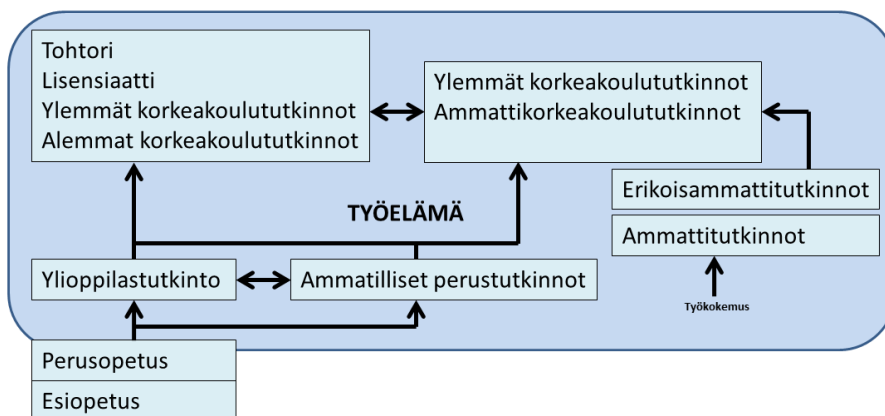 Tohtori
Lisensiaatti
Ylemmät korkeakoulututkinnot
Alemmat korkeakoulututkinnot
Ylemmät korkeakoulututkinnot
Ammattikorkeakoulututkinnot
Erikoisammattitutkinnot
TYÖELÄMÄ
Ammattitutkinnot
Ylioppilastutkinto
Ammatilliset perustutkinnot
Työkokemus
Perusopetus
Esiopetus